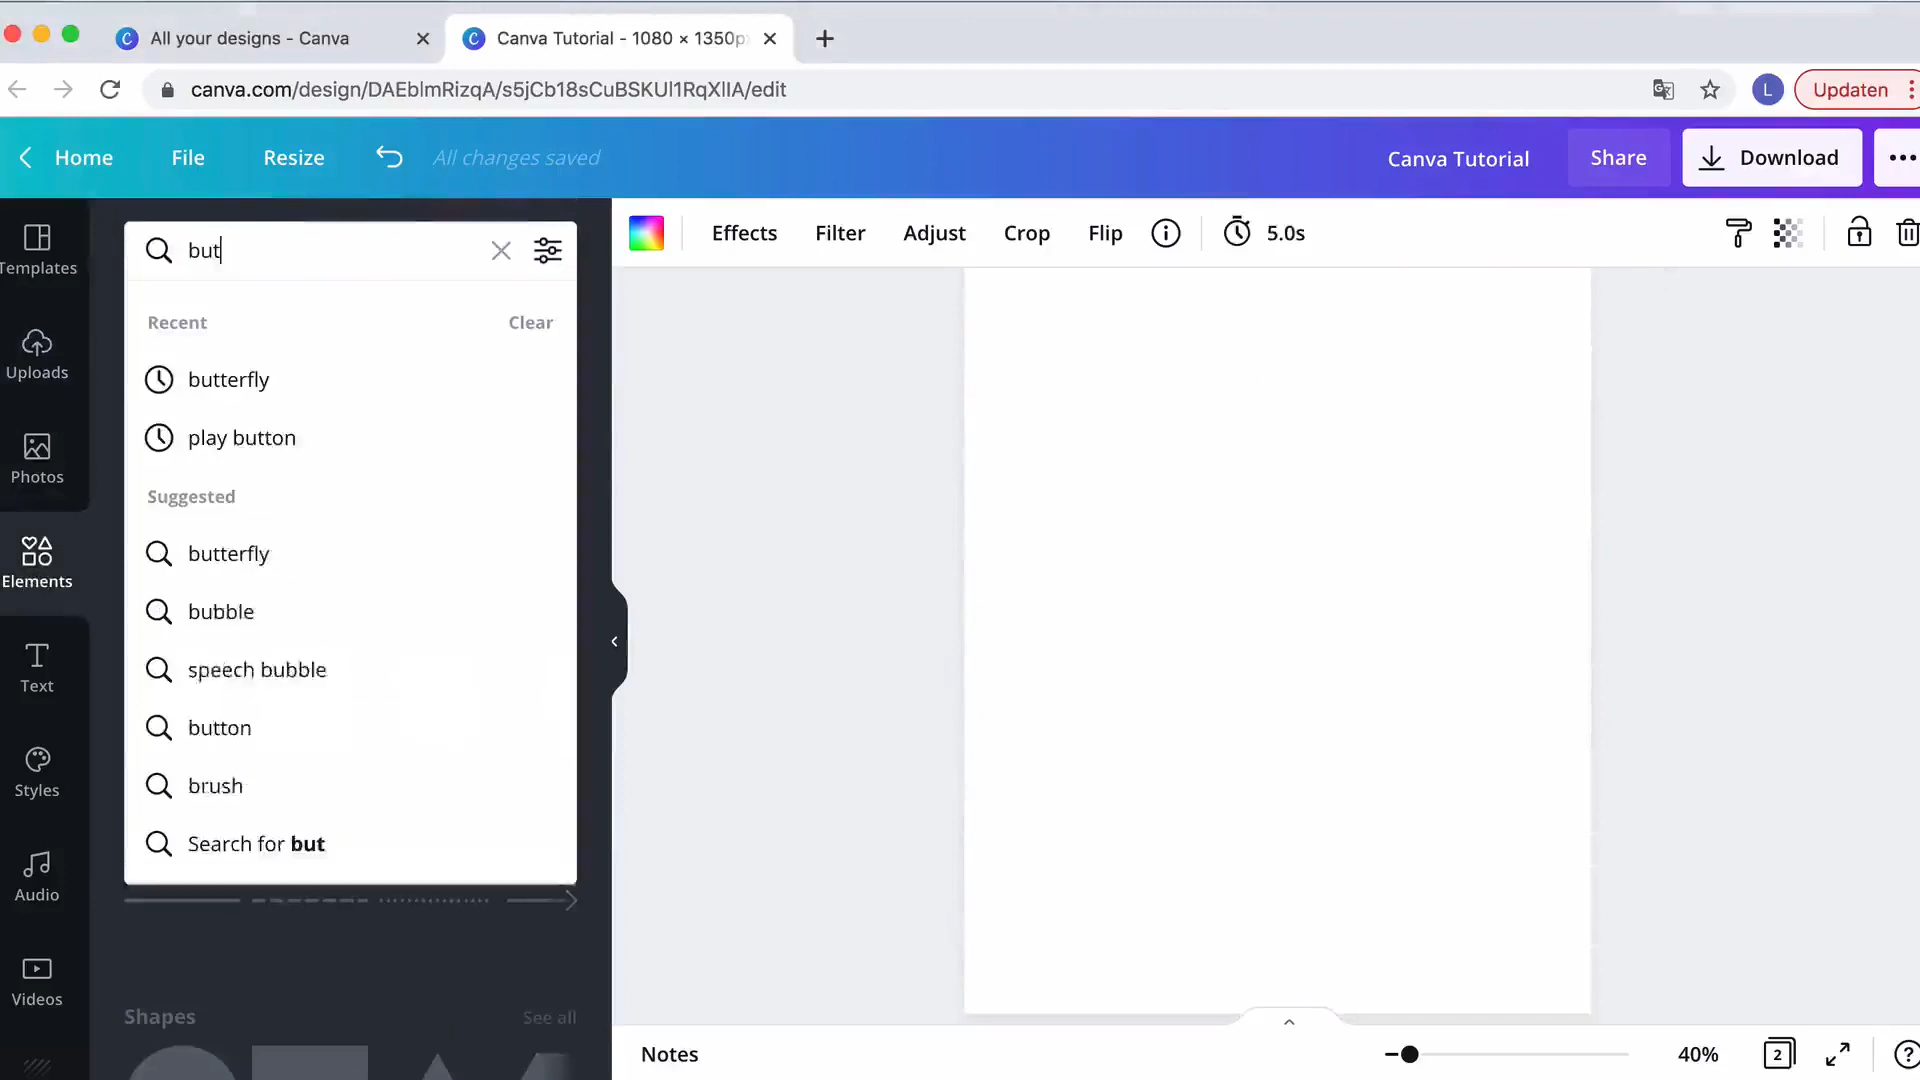 All your designs - Canva
Canva Tutorial - 1080 × 1350p
canva.com/design/DAEblmRizqA/s5jCb18sCuBSKUl1RqXlIA/edit
L
Updaten
Home
File
Resize
All changes saved
Canva Tutorial
Share
Download
Templates
Uploads
Photos
Elements
Text
Styles
Audio
Videos
but
Recent
Clear
butterfly
play button
Suggested
butterfly
bubble
speech bubble
button
brush
Search for but
Shapes
See all
Effects
Filter
Adjust
Crop
Flip
5.0s
Notes
40%
2